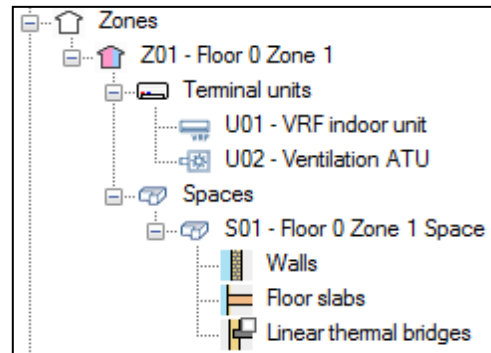 Zones
Z01 - Floor 0 Zone 1
Terminal units
VRF
U01 - VRF indoor unit
U02 - Ventilation ATU
Spaces
S01 - Floor 0 Zone 1 Space
Walls
Floor slabs
Linear thermal bridges